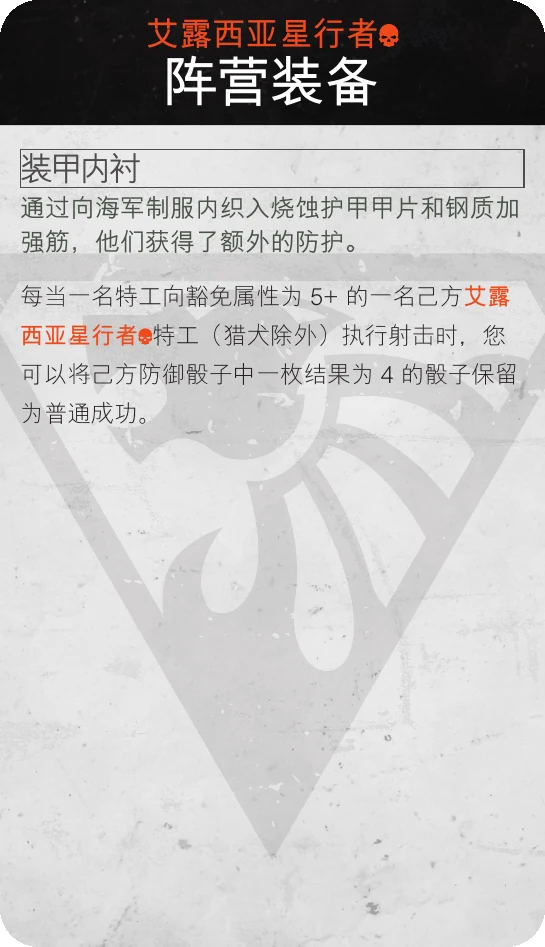 艾露西亚星行者
阵营装备
装甲内衬
通过向海军制服内织入烧蚀护甲甲片和钢质加
强筋，他们获得了额外的防护。
每当一名特工向豁免属性为 5+ 的一名己方艾露
西亚星行者特工（猎犬除外）执行射击时，您
可以将己方防御骰子中一枚结果为 4 的骰子保留
为普通成功。